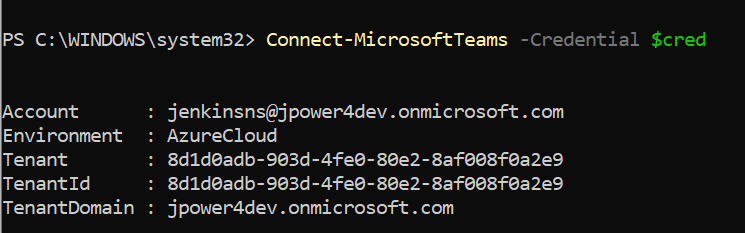 PS C:\WINDOWS\system32> Connect-MicrosoftTeams -Credential $cred
Account : jenkinsns@jpower4dev.onmicrosoft.com
Environment : AzureCloud
Tenant : 8d1d0adb-903d-4fe0-80e2-8af008f0a2e9
TenantId : 8d1d0adb-903d-4fe0-80e2-8af008f0a2e9
TenantDomain : jpower4dev.onmicrosoft.com